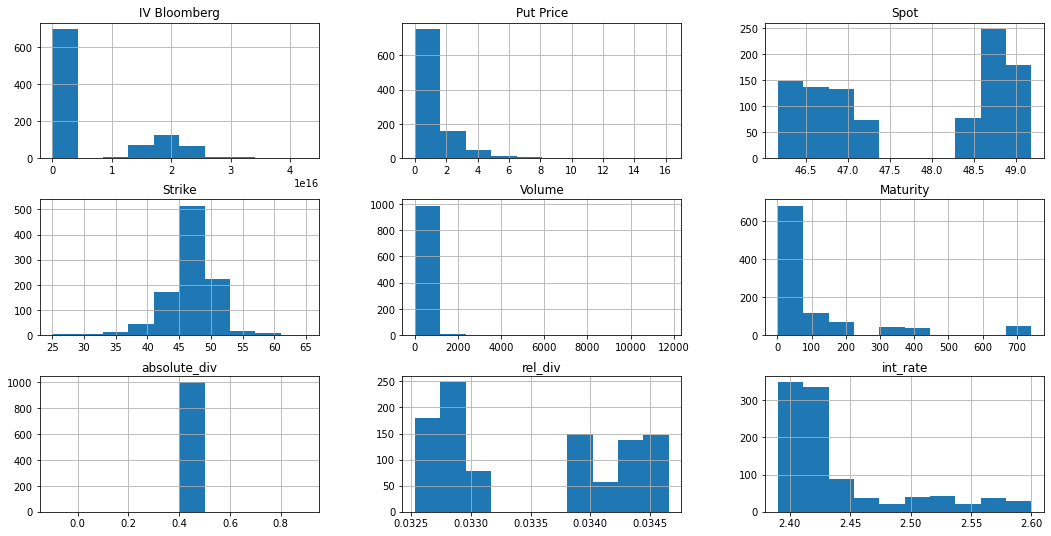 IV Bloomberg Put Price Spot
600 400 200 0
0 1 2 3 4
1e16
600 400 200 0
0 2 4 6 8 10 12 14 16
250 200 150 100 50 0
46.5 47.0 47.5 48.0 48.5 49.0
Strike Volume Maturity
500 400 300 200 100 0
25 30 35 40 45 50 55 60 65
1000 800 600 400 200 0
0 2000 4000 6000 8000 10000 12000
600 400 200 0
0 100 200 300 400 500 600 700
absolute_div rel_div int_rate
1000 800 600 400 200 0
0.0 0.2 0.4 0.6 0.8
250 200 150 100 50 0
0.0325 0.0330 0.0335 0.0340 0.0345
300 200 100 0
2.40 2.45 2.50 2.55 2.60